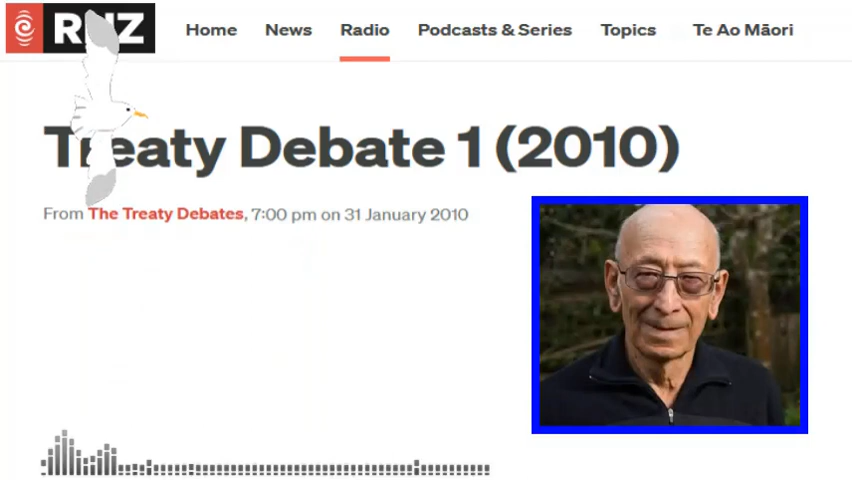 RNZ
Home News Radio Podcasts & Series Topics Te Ao Māori
Treaty Debate 1 (2010)
From The Treaty Debates, 7:00 pm on 31 January 2010